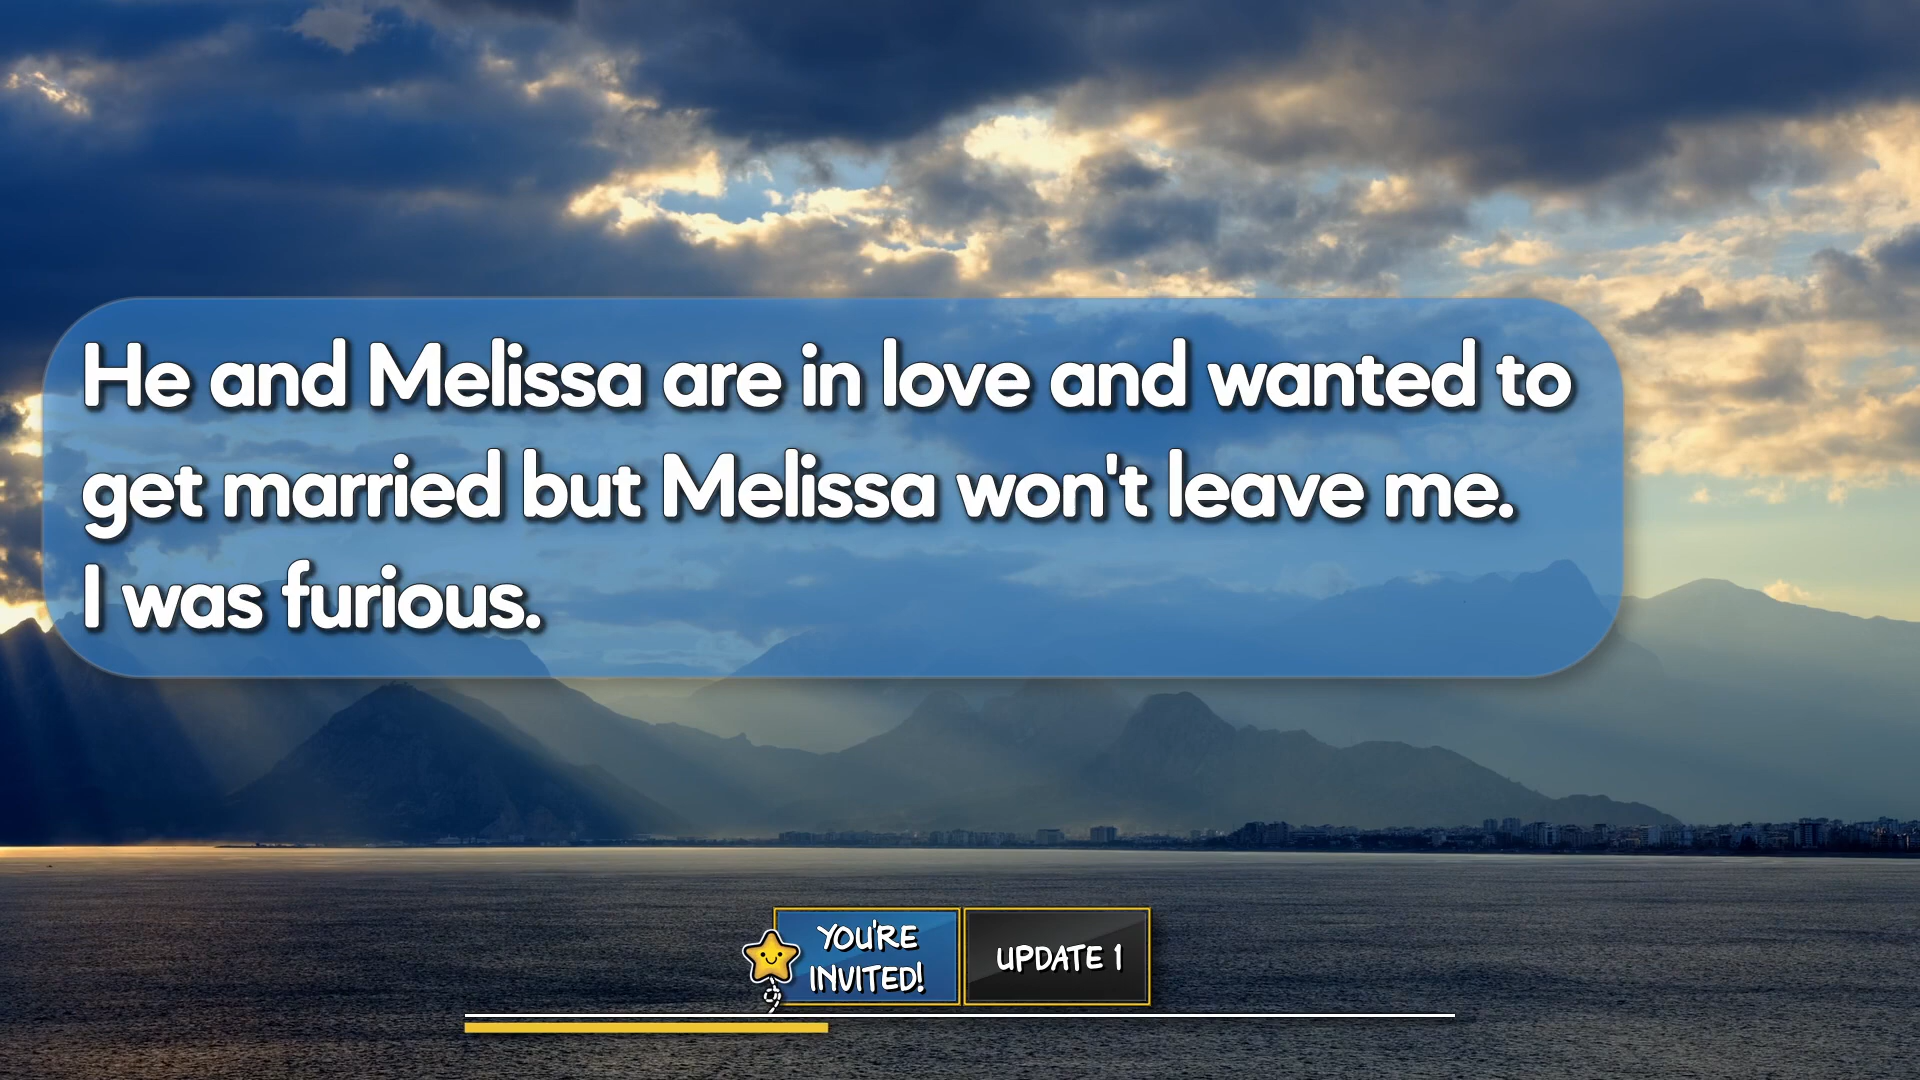 He and Melissa are in love and wanted to
get married but Melissa won't leave me.
I was furious.
YOU'RE
INVITED!
UPDATE 1